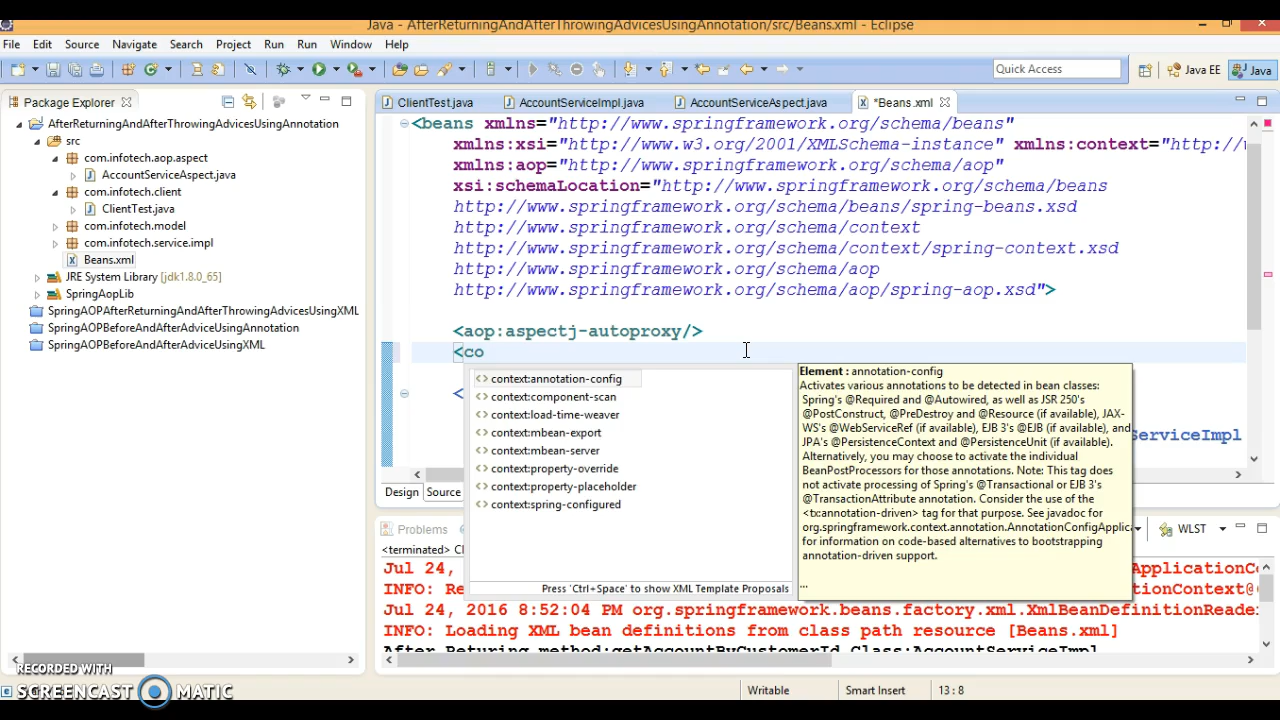 Java - AfterReturningAndAfterThrowingAdvicesUsingAnnotation/src/Beans.xml - Eclipse
File Edit Source Navigate Search Project Run Run Window Help
Quick Access
Java EE
Java
Package Explorer
ClientTest.java
AccountServiceImpl.java
AccountServiceAspect.java
*Beans.xml
AfterReturningAndAfterThrowingAdvicesUsingAnnotation
src
com.infotech.aop.aspect
AccountServiceAspect.java
com.infotech.client
ClientTest.java
com.infotech.model
com.infotech.service.impl
Beans.xml
JRE System Library [jdk1.8.0_65]
SpringAopLib
SpringAOPAfterReturningAndAfterThrowingAdvicesUsingXML
SpringAOPBeforeAndAfterAdviceUsingAnnotation
SpringAOPBeforeAndAfterAdviceUsingXML
<beans xmlns="http://www.springframework.org/schema/beans"
xmlns:xsi="http://www.w3.org/2001/XMLSchema-instance" xmlns:context="http://w
xmlns:aop="http://www.springframework.org/schema/aop"
xsi:schemaLocation="http://www.springframework.org/schema/beans
http://www.springframework.org/schema/beans/spring-beans.xsd
http://www.springframework.org/schema/context
http://www.springframework.org/schema/context/spring-context.xsd
http://www.springframework.org/schema/aop
http://www.springframework.org/schema/aop/spring-aop.xsd">
<aop:aspectj-autoproxy/>
<co
<
erviceImpl
context:annotation-config
context:component-scan
context:load-time-weaver
context:mbean-export
context:mbean-server
context:property-override
context:property-placeholder
context:spring-configured
Press 'Ctrl+Space' to show XML Template Proposals
Element : annotation-config
Activates various annotations to be detected in bean classes:
Spring's @Required and @Autowired, as well as JSR 250's
@PostConstruct, @PreDestroy and @Resource (if available), JAX-
WS's @WebServiceRef (if available), EJB 3's @EJB (if available), and
JPA's @PersistenceContext and @PersistenceUnit (if available).
Alternatively, you may choose to activate the individual
BeanPostProcessors for those annotations. Note: This tag does
not activate processing of Spring's @Transactional or EJB 3's
@TransactionAttribute annotation. Consider the use of the
<tx:annotation-driven> tag for that purpose. See javadoc for
org.springframework.context.annotation.AnnotationConfigApplica
for information on code-based alternatives to bootstrapping
annotation-driven support.
...
Design Source
Problems
WLST
<terminated> Cl
Jul 24, pplicationCo
INFO: Re tionContext@
Jul 24, 2016 8:52:04 PM org.springframework.beans.factory.xml.XmlBeanDefinitionReade
INFO: Loading XML bean definitions from class path resource [Beans.xml]
After Returing method:getAccountByCustomerId Class:AccountServiceImpl
RECORDED WITH
SCREENCAST MATIC
Writable
Smart Insert
13 : 8